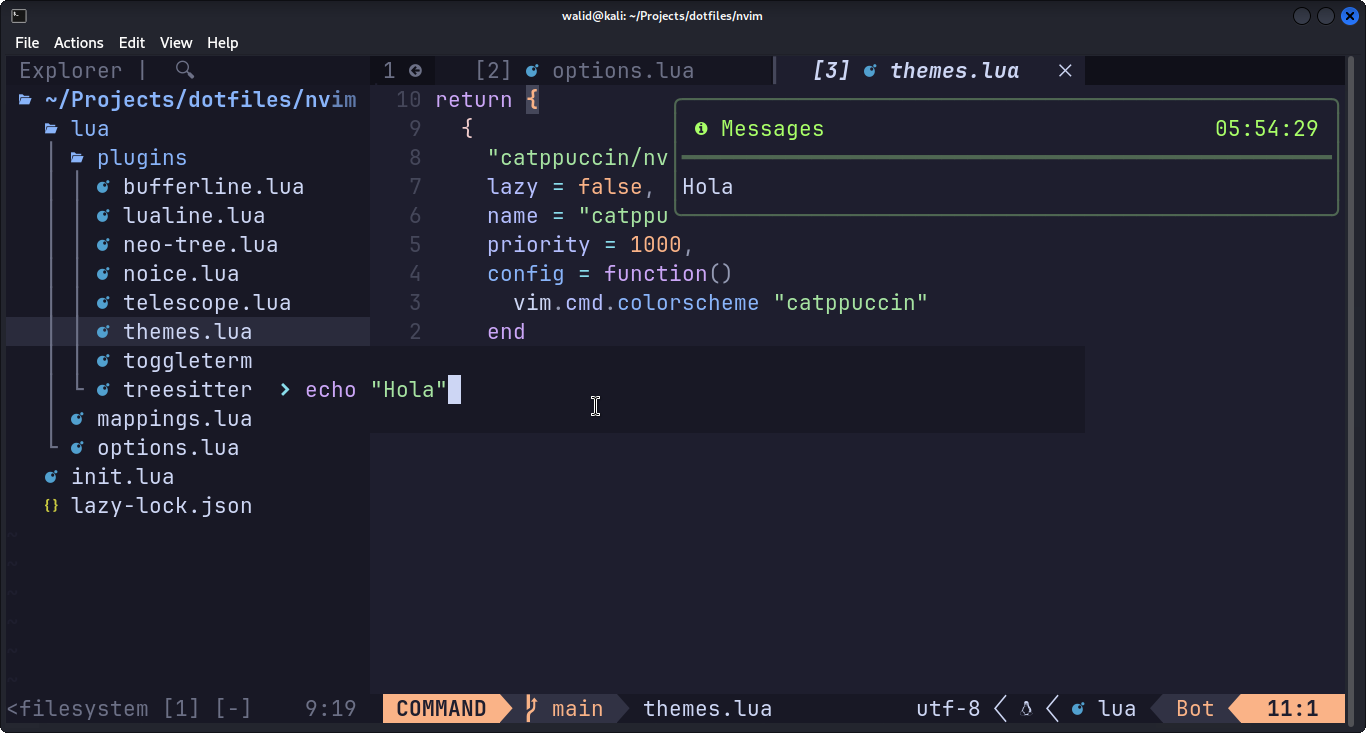 walid@kali: ~/Projects/dotfiles/nvim
File Actions Edit View Help
Explorer |
1 [2] options.lua [3] themes.lua
~/Projects/dotfiles/nvim
lua
plugins
bufferline.lua
lualine.lua
neo-tree.lua
noice.lua
telescope.lua
themes.lua
toggleterm
treesitter
mappings.lua
options.lua
init.lua
{} lazy-lock.json
10 return {
9 {
8 "catppuccin/nv
7 lazy = false,
6 name = "catppu
5 priority = 1000,
4 config = function()
3 vim.cmd.colorscheme "catppuccin"
2 end
Messages 05:54:29
Hola
> echo "Hola"
~
~
~
~
~
~
<filesystem [1] [-] 9:19
COMMAND main themes.lua utf-8 < < lua Bot 11:1